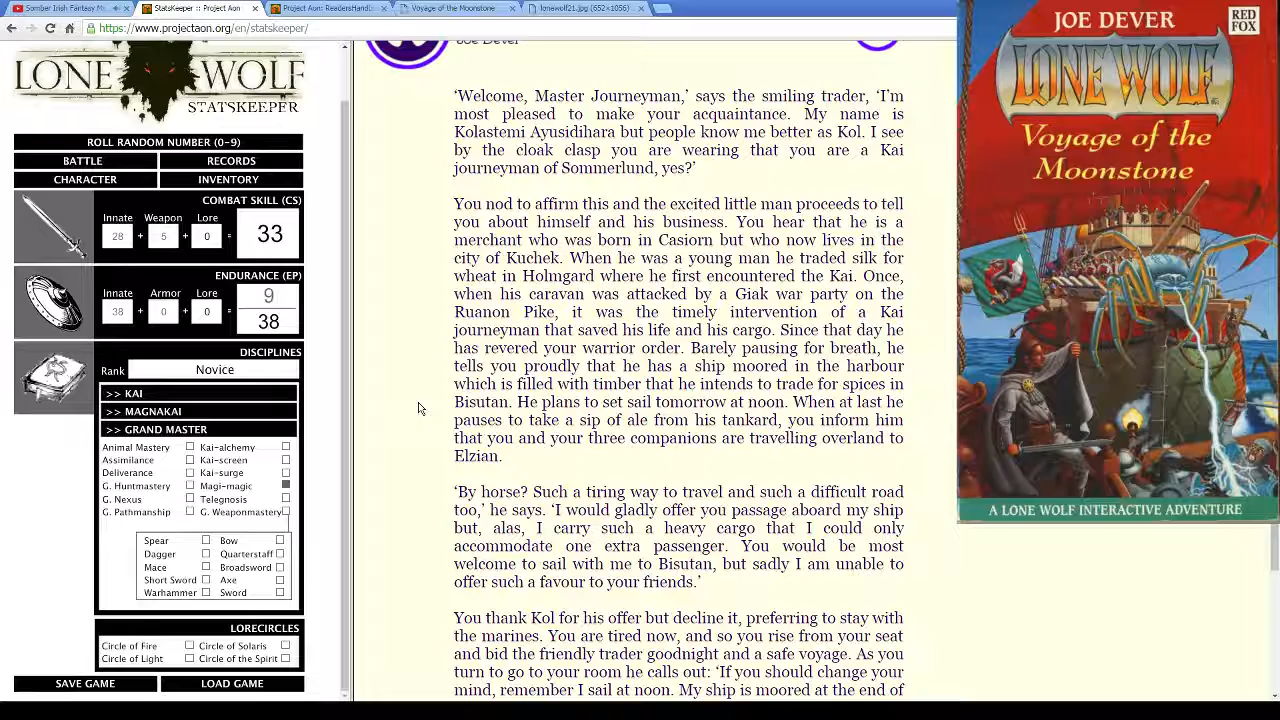 Somber Irish Fantasy M
StatsKeeper :: Project Aon
Project Aon: ReadersHandb
Voyage of the Moonstone
lonewolf21.jpg (652×1056)
https://www.projectaon.org/en/statskeeper/
LONE WOLF
STATSKEEPER
ROLL RANDOM NUMBER (0-9)
BATTLE RECORDS
CHARACTER INVENTORY
COMBAT SKILL (CS)
Innate Weapon Lore
28 + 5 + 0 = 33
ENDURANCE (EP)
Innate Armor Lore 9
38 + 0 + 0 = 38
DISCIPLINES
Rank Novice
>> KAI
>> MAGNAKAI
>> GRAND MASTER
Animal Mastery Kai-alchemy
Assimilance Kai-screen
Deliverance Kai-surge
G. Huntmastery Magi-magic
G. Nexus Telegnosis
G. Pathmanship G. Weaponmastery
Spear Bow
Dagger Quarterstaff
Mace Broadsword
Short Sword Axe
Warhammer Sword
LORECIRCLES
Circle of Fire Circle of Solaris
Circle of Light Circle of the Spirit
SAVE GAME LOAD GAME
Joe Dever
‘Welcome, Master Journeyman,’ says the smiling trader, ‘I’m
most pleased to make your acquaintance. My name is
Kolastemi Ayusidihara but people know me better as Kol. I see
by the cloak clasp you are wearing that you are a Kai
journeyman of Sommerlund, yes?’
You nod to affirm this and the excited little man proceeds to tell
you about himself and his business. You hear that he is a
merchant who was born in Casiorn but who now lives in the
city of Kuchek. When he was a young man he traded silk for
wheat in Holmgard where he first encountered the Kai. Once,
when his caravan was attacked by a Giak war party on the
Ruanon Pike, it was the timely intervention of a Kai
journeyman that saved his life and his cargo. Since that day he
has revered your warrior order. Barely pausing for breath, he
tells you proudly that he has a ship moored in the harbour
which is filled with timber that he intends to trade for spices in
Bisutan. He plans to set sail tomorrow at noon. When at last he
pauses to take a sip of ale from his tankard, you inform him
that you and your three companions are travelling overland to
Elzian.
‘By horse? Such a tiring way to travel and such a difficult road
too,’ he says. ‘I would gladly offer you passage aboard my ship
but, alas, I carry such a heavy cargo that I could only
accommodate one extra passenger. You would be most
welcome to sail with me to Bisutan, but sadly I am unable to
offer such a favour to your friends.’
You thank Kol for his offer but decline it, preferring to stay with
the marines. You are tired now, and so you rise from your seat
and bid the friendly trader goodnight and a safe voyage. As you
turn to go to your room he calls out: ‘If you should change your
mind, remember I sail at noon. My ship is moored at the end of
JOE DEVER
RED
FOX
LONE WOLF
Voyage of the
Moonstone
A LONE WOLF INTERACTIVE ADVENTURE